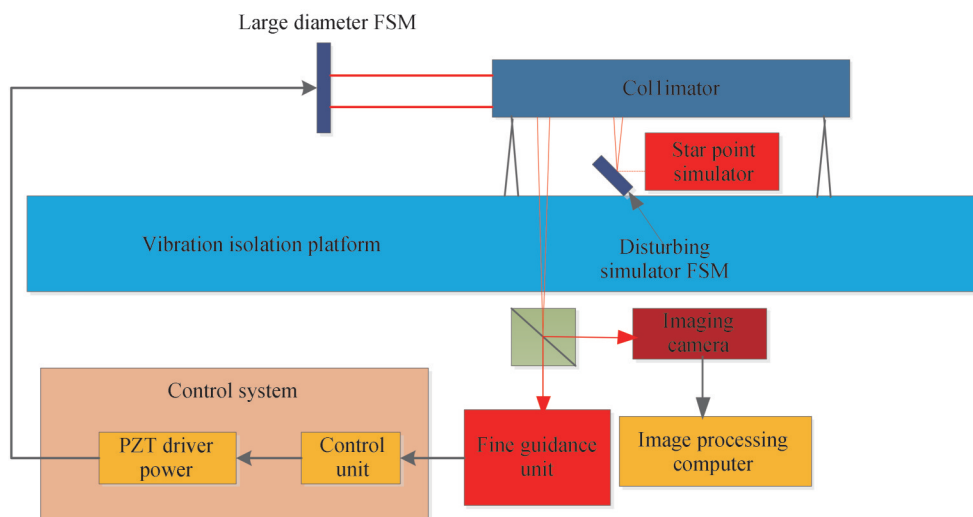 Large diameter FSM
Col1imator
Star point
simulator
Vibration isolation platform
Disturbing
simulator FSM
Imaging
camera
Control system
PZT driver
power
Control
unit
Fine guidance
unit
Image processing
computer